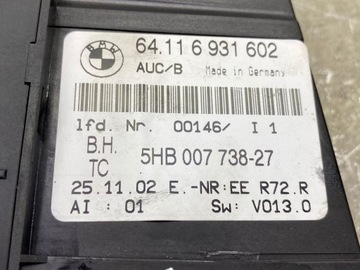 BMW
64.11 6 931 602
AUC/B Made in Germany
lfd. Nr. 00146/ I 1
B.H. 5HB 007 738-27
TC
25.11.02 E.-NR:EE R72.R
AI : 01 SW: V013.0